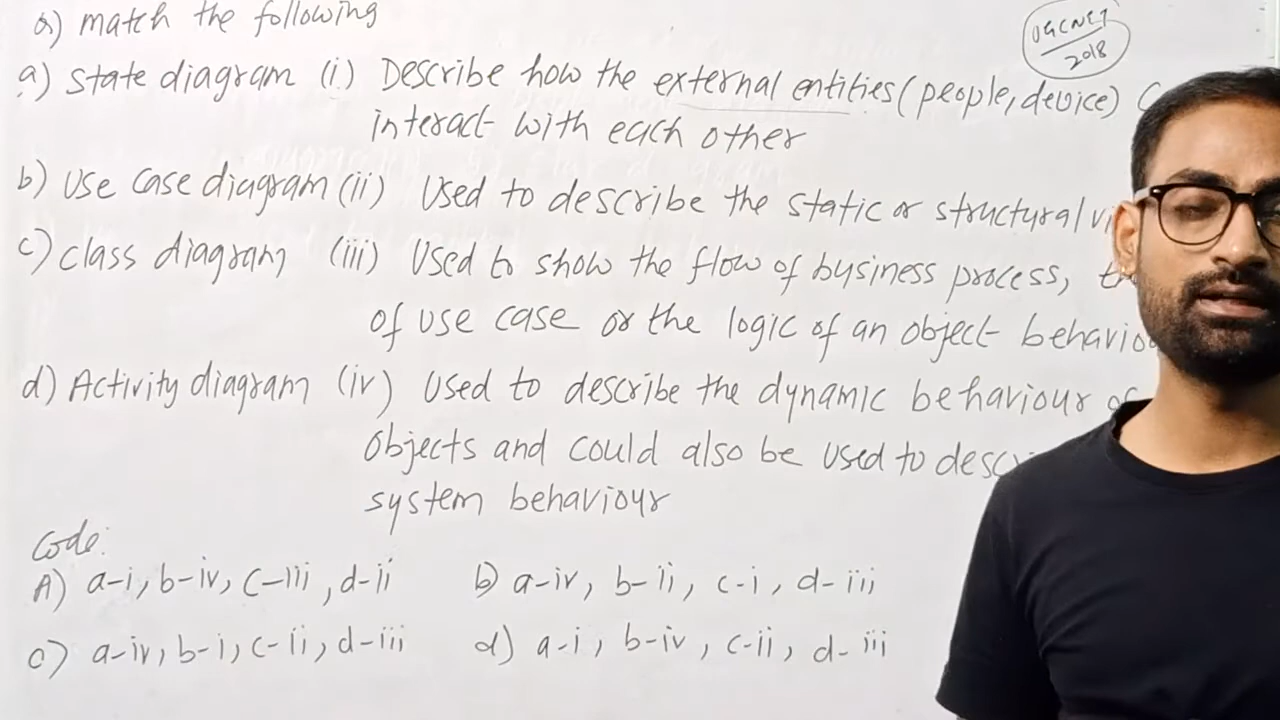 Q) match the following
UGCNET
2018
a) state diagram (i) Describe how the external entities (people, device) C
interact with each other
b) Use case diagram (ii) Used to describe the static or structural vi
c) class diagram (iii) Used to show the flow of bysiness process,
of use case or the logic of an object behavio
d) Activity diagram (iv) Used to describe the dynamic behaviour of
objects and could also be used to desc
system behaviour
Code:
A) a-i, b-iv, c-iii, d-ii b) a-iv, b-ii, c-i, d-iii
c) a-iv, b-i, c-ii, d-iii d) a-i, b-iv, c-ii, d-iii